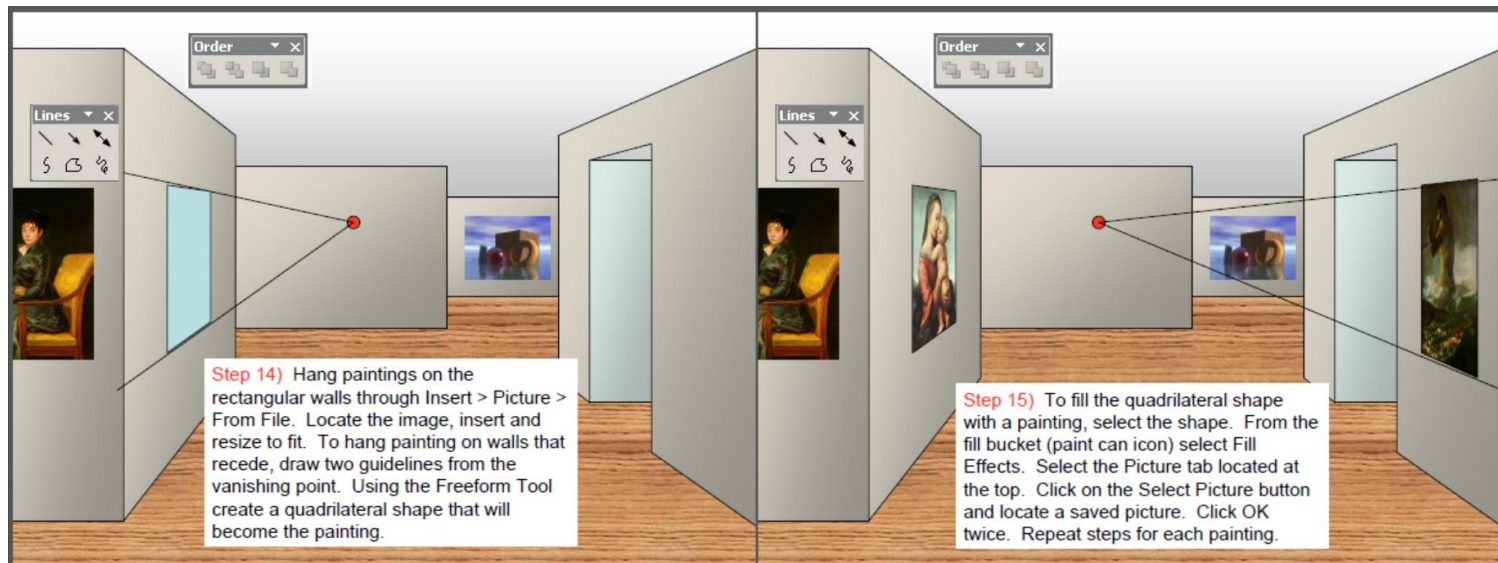 Order
Lines
Step 14) Hang paintings on the
rectangular walls through Insert > Picture >
From File. Locate the image, insert and
resize to fit. To hang painting on walls that
recede, draw two guidelines from the
vanishing point. Using the Freeform Tool
create a quadrilateral shape that will
become the painting.
Order
Lines
Step 15) To fill the quadrilateral shape
with a painting, select the shape. From the
fill bucket (paint can icon) select Fill
Effects. Select the Picture tab located at
the top. Click on the Select Picture button
and locate a saved picture. Click OK
twice. Repeat steps for each painting.